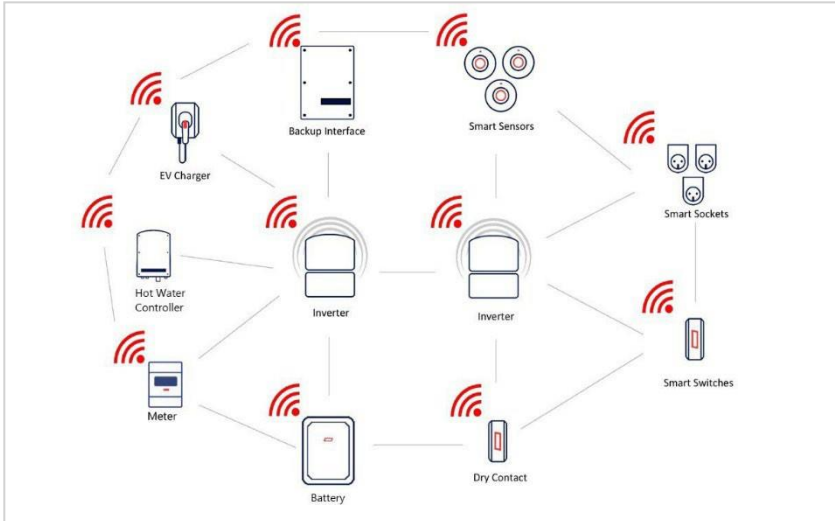 Backup Interface
Smart Sensors
EV Charger
Smart Sockets
Hot Water
Controller
Inverter
Inverter
Smart Switches
Meter
Dry Contact
Battery